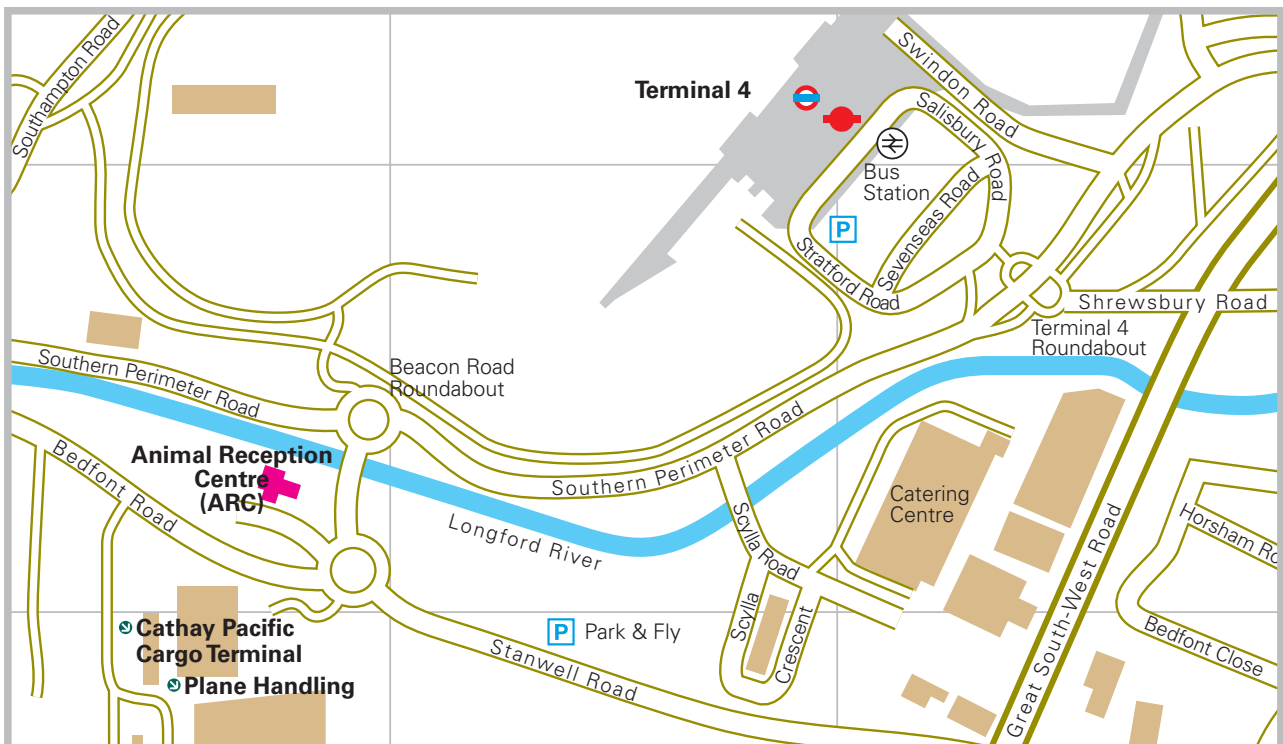 Southampton Road
Terminal 4
Swindon Road
Salisbury Road
Bus
Station
Sevenseas Road
P
Stratford Road
Shrewsbury Road
Terminal 4
Roundabout
Beacon Road
Roundabout
Southern Perimeter Road
Southern Perimeter Road
Animal Reception
Centre
(ARC)
Bedfont Road
Longford River
Catering
Centre
Scylla Road
Horsham Ro
Great South-West Road
Scylla
Crescent
Bedfont Close
P Park & Fly
Stanwell Road
Cathay Pacific
Cargo Terminal
Plane Handling